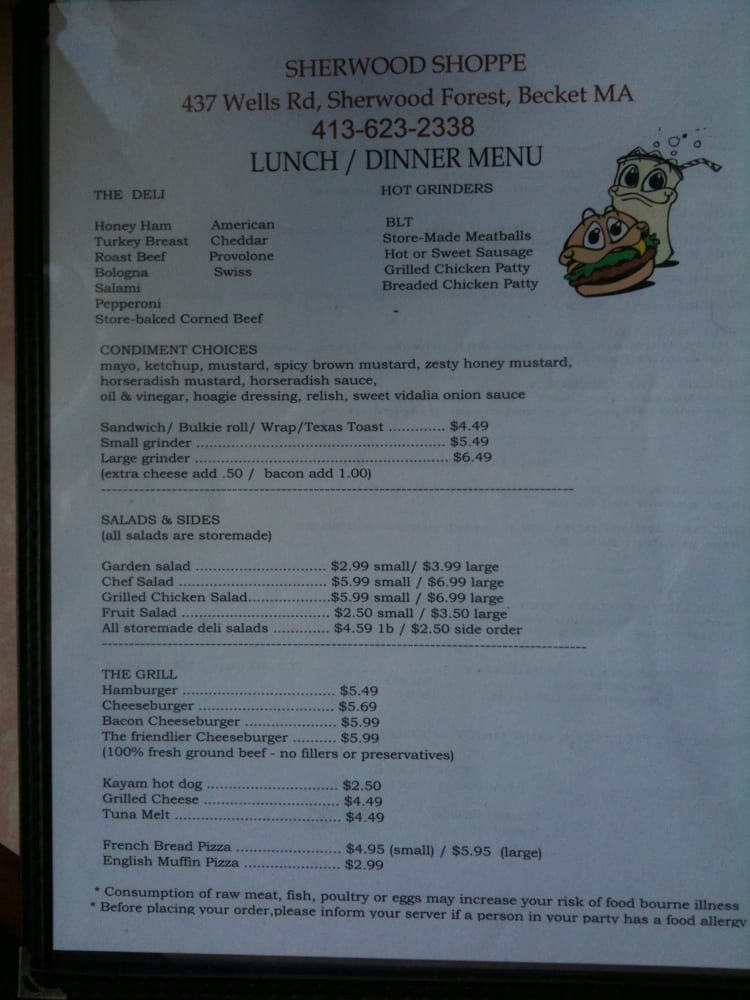 SHERWOOD SHOPPE
437 Wells Rd, Sherwood Forest, Becket MA
413-623-2338
LUNCH / DINNER MENU
THE DELI
Honey Ham American
Turkey Breast Cheddar
Roast Beef Provolone
Bologna Swiss
Salami
Pepperoni
Store-baked Corned Beef
HOT GRINDERS
BLT
Store-Made Meatballs
Hot or Sweet Sausage
Grilled Chicken Patty
Breaded Chicken Patty
CONDIMENT CHOICES
mayo, ketchup, mustard, spicy brown mustard, zesty honey mustard,
horseradish mustard, horseradish sauce,
oil & vinegar, hoagie dressing, relish, sweet vidalia onion sauce
Sandwich/ Bulkie roll/ Wrap/Texas Toast ............. $4.49
Small grinder ......................................................... $5.49
Large grinder ......................................................... $6.49
(extra cheese add .50 / bacon add 1.00)
SALADS & SIDES
(all salads are storemade)
Garden salad .............................. $2.99 small/ $3.99 large
Chef Salad .................................. $5.99 small / $6.99 large
Grilled Chicken Salad...................$5.99 small / $6.99 large
Fruit Salad .................................. $2.50 small / $3.50 large
All storemade deli salads ............. $4.59 1b / $2.50 side order
THE GRILL
Hamburger ................................... $5.49
Cheeseburger ............................... $5.69
Bacon Cheeseburger ..................... $5.99
The friendlier Cheeseburger .......... $5.99
(100% fresh ground beef - no fillers or preservatives)
Kayam hot dog .............................. $2.50
Grilled Cheese ............................... $4.49
Tuna Melt ...................................... $4.49
French Bread Pizza ........................ $4.95 (small) / $5.95 (large)
English Muffin Pizza ...................... $2.99
* Consumption of raw meat, fish, poultry or eggs may increase your risk of food bourne illness
* Before placing your order,please inform your server if a person in your party has a food allergy